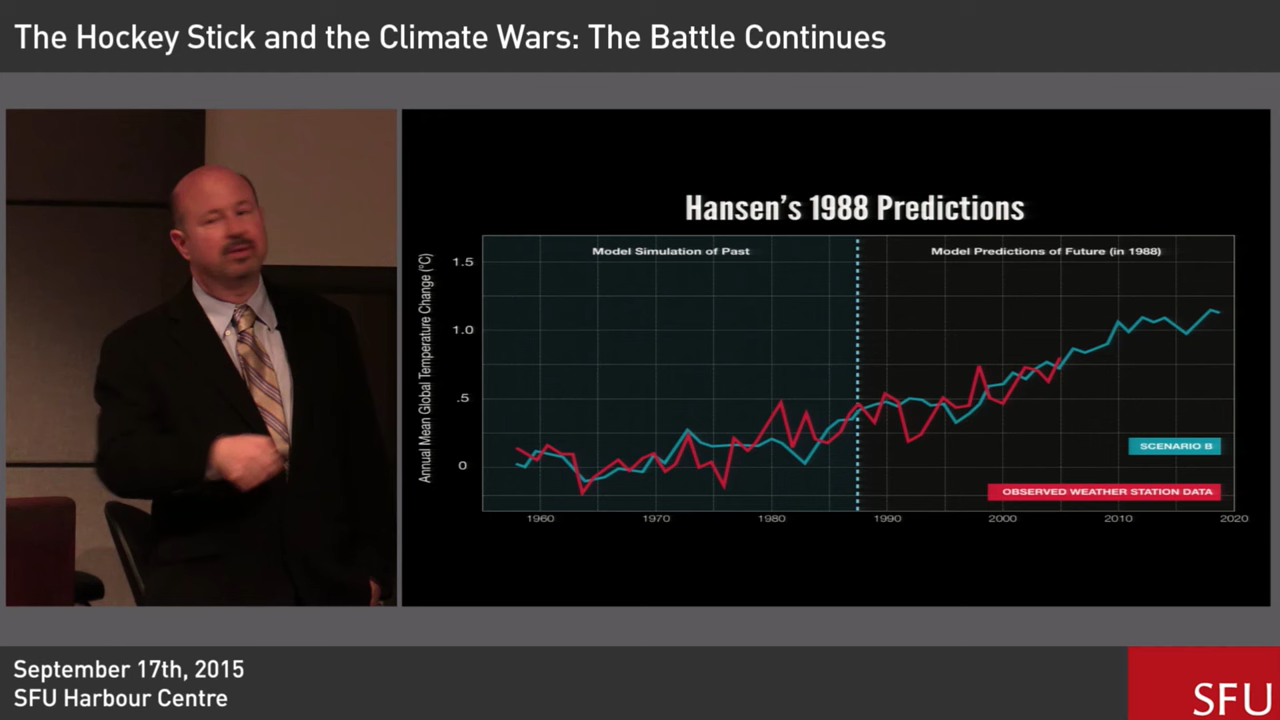 The Hockey Stick and the Climate Wars: The Battle Continues
Hansen's 1988 Predictions
Model Simulation of Past
Model Predictions of Future (in 1988)
Annual Mean Global Temperature Change (°C)
1.5
1.0
.5
0
SCENARIO B
OBSERVED WEATHER STATION DATA
1960
1970
1980
1990
2000
2010
2020
September 17th, 2015
SFU Harbour Centre
SFU